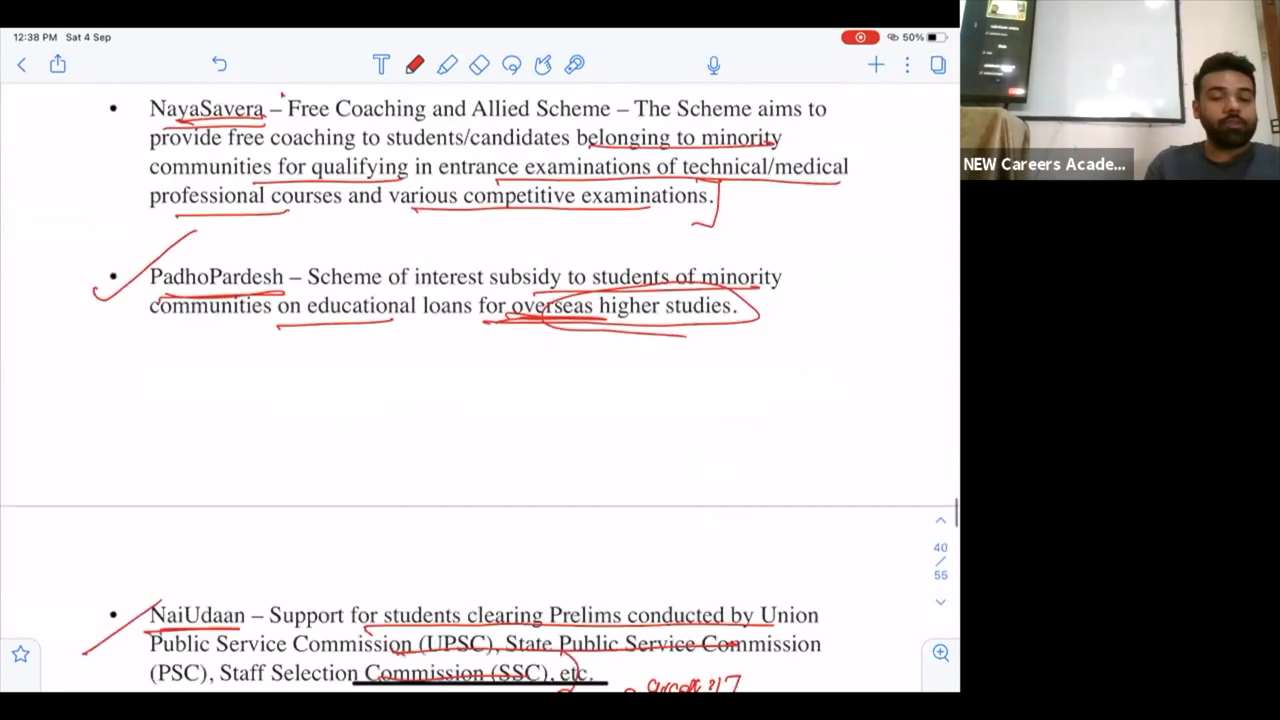 12:38 PM Sat 4 Sep
50%
T
• NayaSavera – Free Coaching and Allied Scheme – The Scheme aims to
provide free coaching to students/candidates belonging to minority
communities for qualifying in entrance examinations of technical/medical
professional courses and various competitive examinations.
NEW Careers Acade...
• PadhoPardesh – Scheme of interest subsidy to students of minority
communities on educational loans for overseas higher studies.
40
/
55
• NaiUdaan – Support for students clearing Prelims conducted by Union
Public Service Commission (UPSC), State Public Service Commission
(PSC), Staff Selection Commission (SSC), etc.